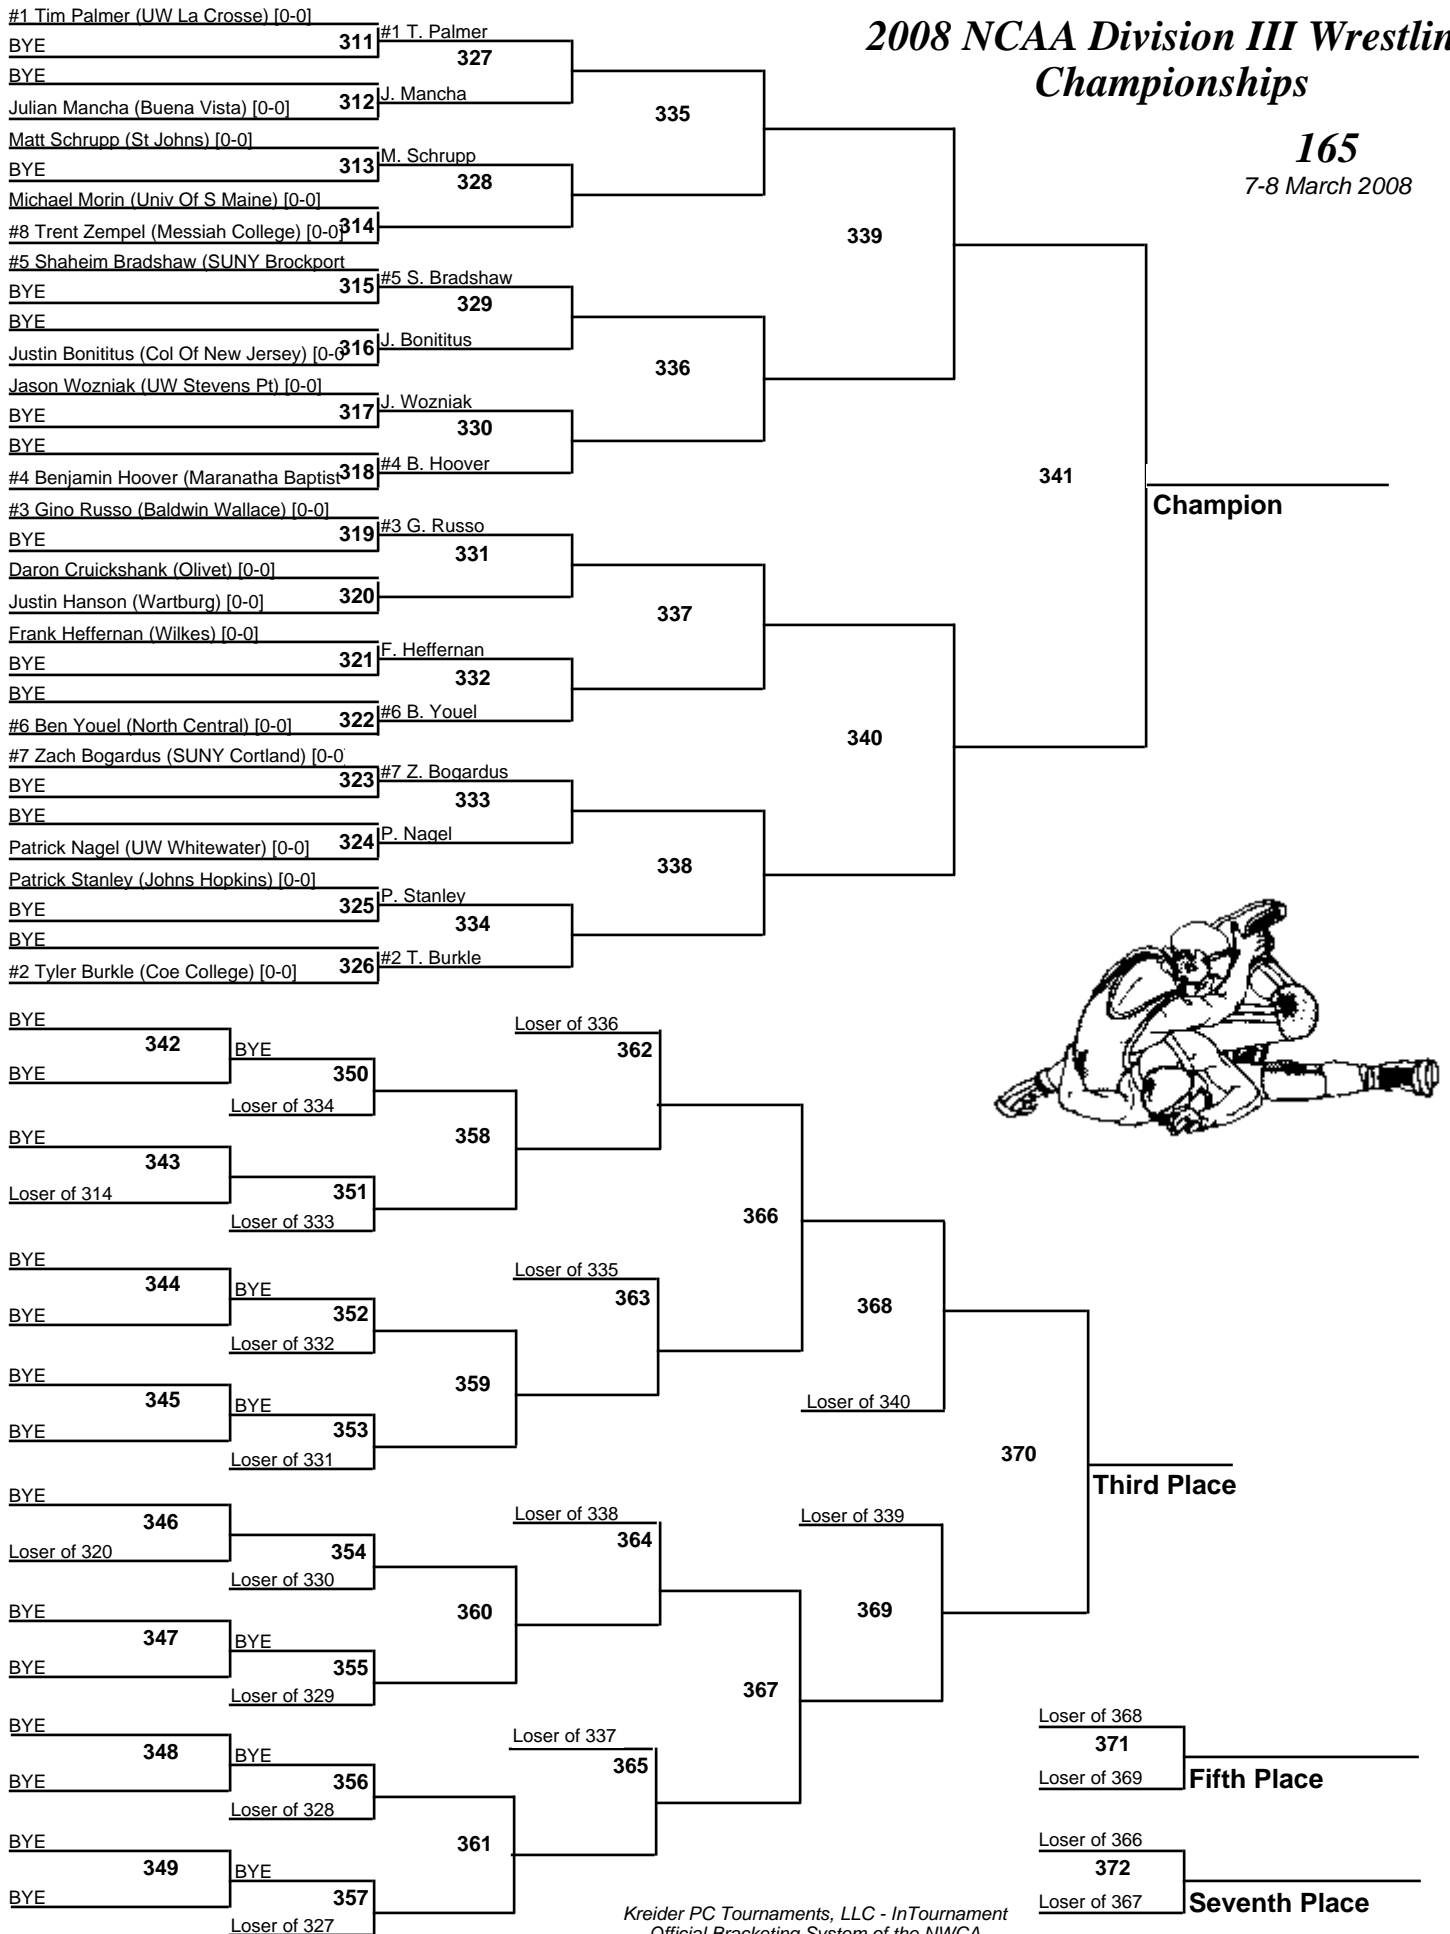 #1 Tim Palmer (UW La Crosse) [0-0]
BYE
311
#1 T. Palmer
327
BYE
Julian Mancha (Buena Vista) [0-0]
312
J. Mancha
335
Matt Schrupp (St Johns) [0-0]
BYE
313
M. Schrupp
328
Michael Morin (Univ Of S Maine) [0-0]
#8 Trent Zempel (Messiah College) [0-0]
314
339
#5 Shaheim Bradshaw (SUNY Brockport
BYE
315
#5 S. Bradshaw
329
BYE
Justin Bonititus (Col Of New Jersey) [0-0
316
J. Bonititus
336
Jason Wozniak (UW Stevens Pt) [0-0]
BYE
317
J. Wozniak
330
BYE
#4 Benjamin Hoover (Maranatha Baptist
318
#4 B. Hoover
341
Champion
#3 Gino Russo (Baldwin Wallace) [0-0]
BYE
319
#3 G. Russo
331
Daron Cruickshank (Olivet) [0-0]
Justin Hanson (Wartburg) [0-0]
320
337
Frank Heffernan (Wilkes) [0-0]
BYE
321
F. Heffernan
332
BYE
#6 Ben Youel (North Central) [0-0]
322
#6 B. Youel
340
#7 Zach Bogardus (SUNY Cortland) [0-0]
BYE
323
#7 Z. Bogardus
333
BYE
Patrick Nagel (UW Whitewater) [0-0]
324
P. Nagel
338
Patrick Stanley (Johns Hopkins) [0-0]
BYE
325
P. Stanley
334
BYE
#2 Tyler Burkle (Coe College) [0-0]
326
#2 T. Burkle
2008 NCAA Division III Wrestlin
Championships
165
7-8 March 2008
BYE
342
BYE
BYE
350
Loser of 334
Loser of 336
362
358
BYE
343
Loser of 314
351
Loser of 333
366
BYE
344
BYE
BYE
352
Loser of 332
Loser of 335
363
368
359
BYE
345
BYE
BYE
353
Loser of 331
Loser of 340
370
Third Place
BYE
346
Loser of 320
354
Loser of 330
Loser of 338
364
Loser of 339
369
360
BYE
347
BYE
BYE
355
Loser of 329
367
BYE
348
BYE
BYE
356
Loser of 328
Loser of 337
365
361
BYE
349
BYE
BYE
357
Loser of 327
Loser of 368
371
Loser of 369
Fifth Place
Loser of 366
372
Loser of 367
Seventh Place
Kreider PC Tournaments, LLC - InTournament
Official Bracketing System of the NWCA